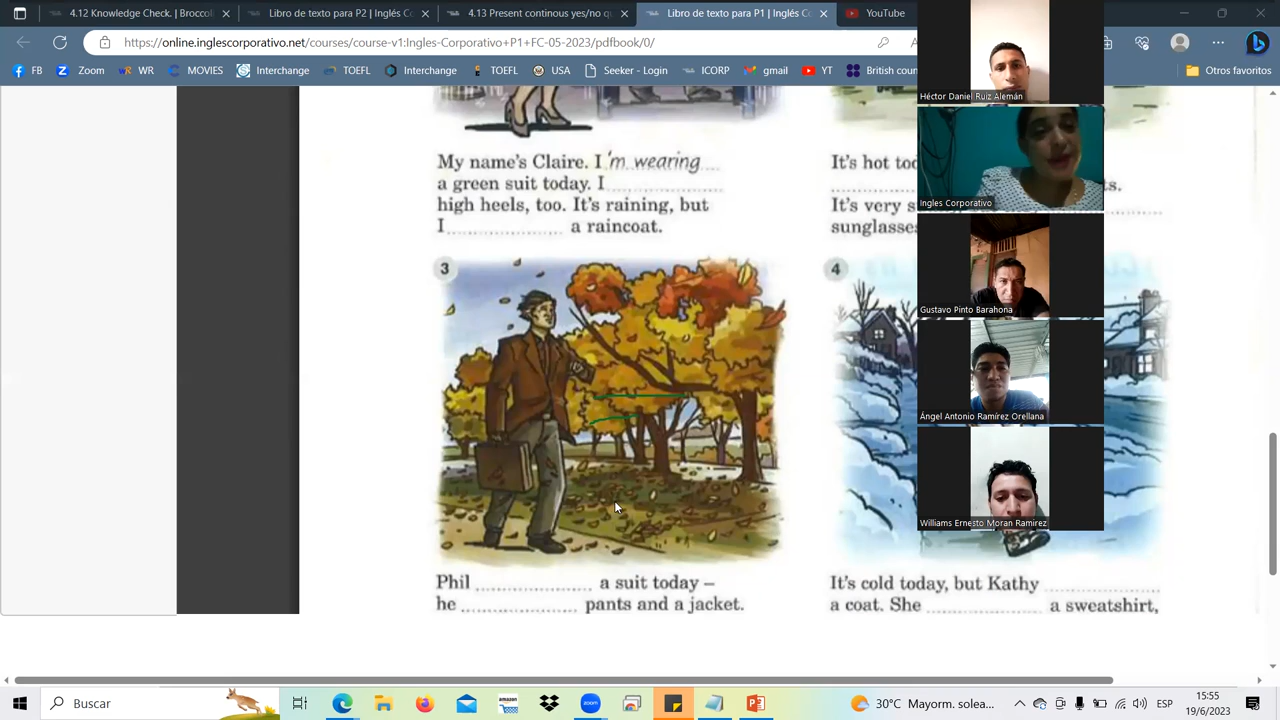 4.12 Knowledge Check. | Broccol
Libro de texto para P2 | Inglés C
4.13 Present continous yes/no qu
Libro de texto para P1 | Inglés C
YouTube
https://online.inglescorporativo.net/courses/course-v1:Ingles-Corporativo+P1+FC-05-2023/pdfbook/0/
FB
Zoom
WR
MOVIES
Interchange
TOEFL
Interchange
TOEFL
USA
Seeker - Login
ICORP
gmail
YT
British coun
Otros favoritos
Héctor Daniel Ruiz Alemán
Ingles Corporativo
Gustavo Pinto Barahona
Ángel Antonio Ramírez Orellana
Williams Ernesto Moran Ramirez
My name's Claire. I 'm wearing
a green suit today. I
high heels, too. It's raining, but
I a raincoat.
It's hot
ts.
It's very
sunglasses
3
4
Phil a suit today –
he pants and a jacket.
It's cold today, but Kathy
a coat. She a sweatshirt,
Buscar
30°C Mayorm. solea...
ESP
15:55
19/6/2023